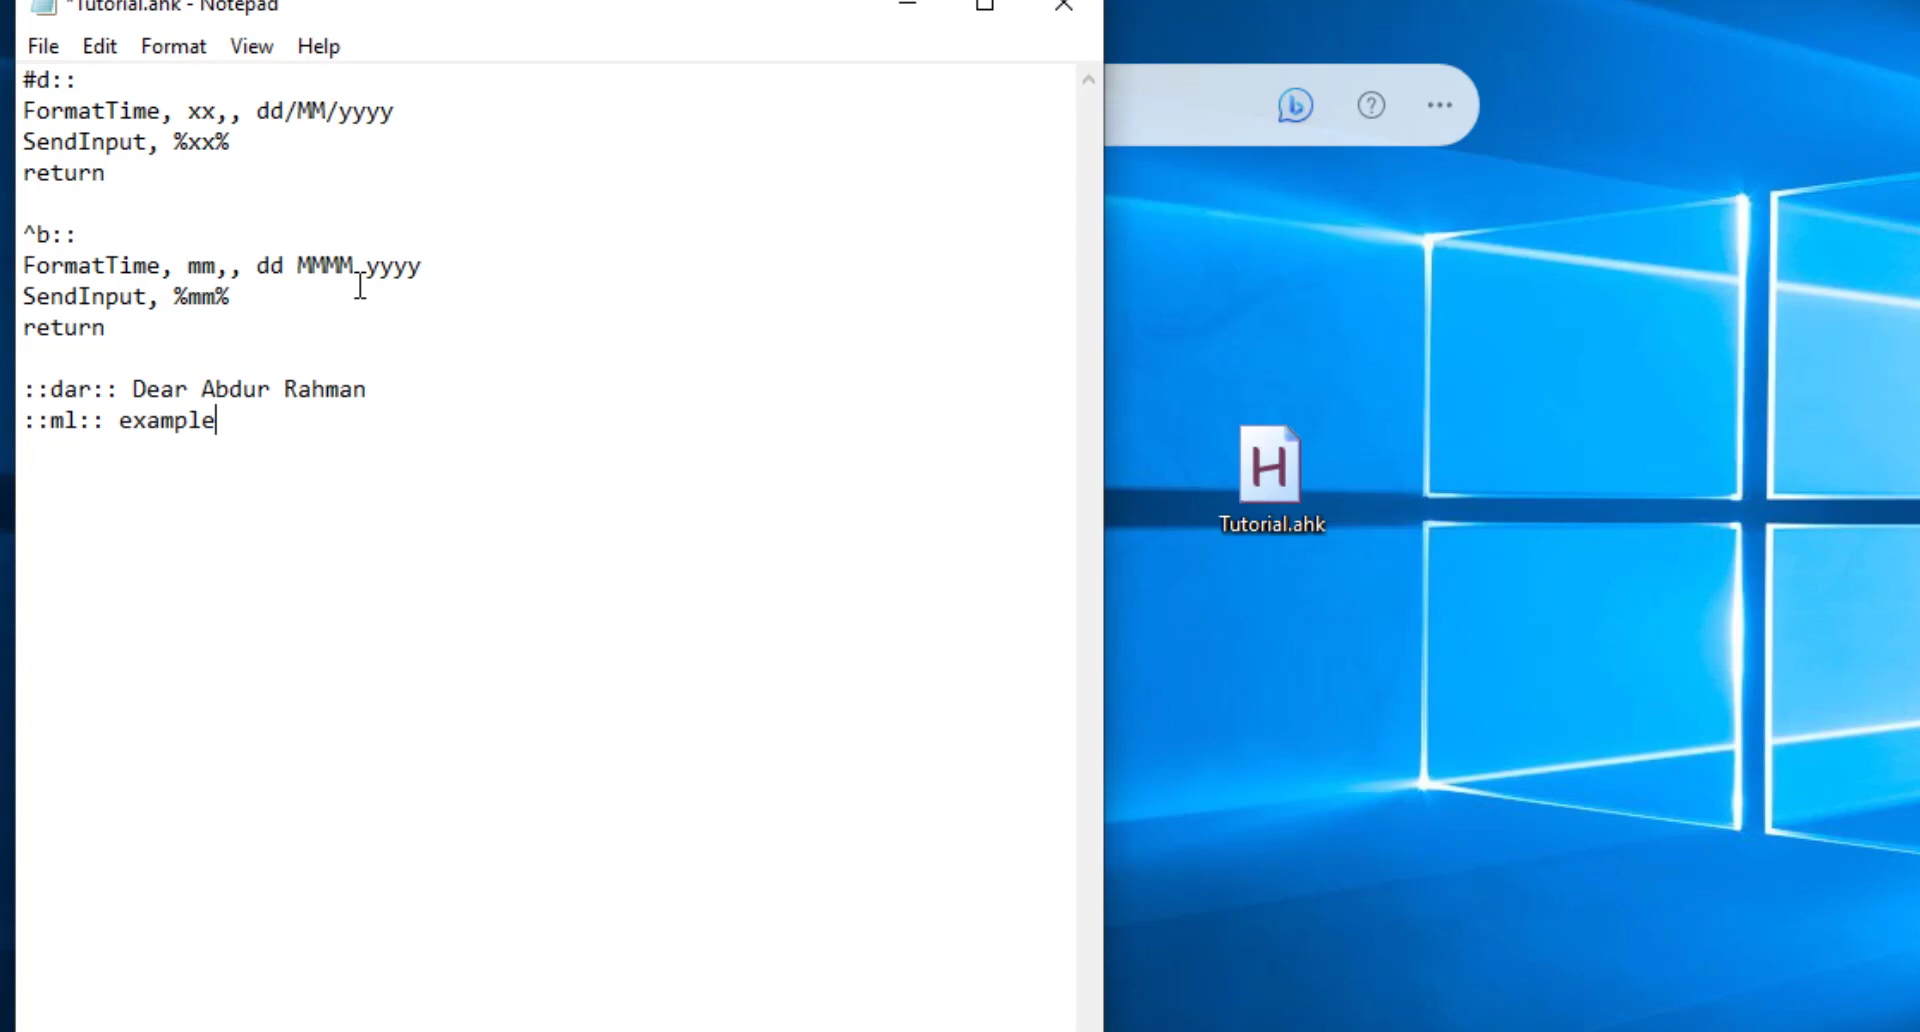 *Tutorial.ahk - Notepad
File Edit Format View Help
#d::
FormatTime, xx,, dd/MM/yyyy
SendInput, %xx%
return
^b::
FormatTime, mm,, dd MMMM yyyy
SendInput, %mm%
return
::dar:: Dear Abdur Rahman
::ml:: example
Tutorial.ahk